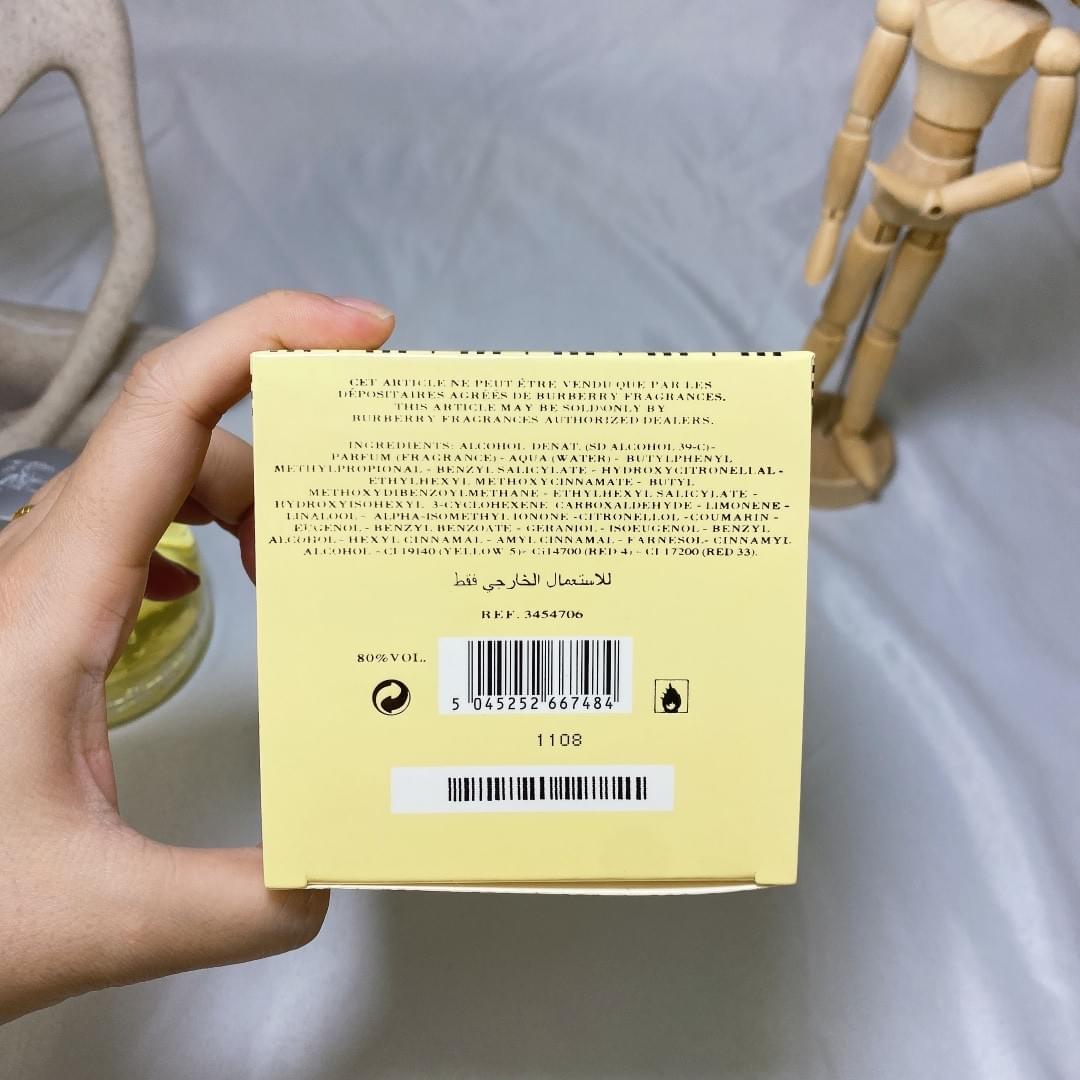 CET ARTICLE NE PEUT ÊTRE VENDU QUE PAR LES
DÉPOSITAIRES AGRÉÉS DE BURBERRY FRAGRANCES.
THIS ARTICLE MAY BE SOLD ONLY BY
BURBERRY FRAGRANCES AUTHORIZED DEALERS.
INGREDIENTS: ALCOHOL DENAT. (SD ALCOHOL 39-C)-
PARFUM (FRAGRANCE) - AQUA (WATER) - BUTYLPHENYL
METHYLPROPIONAL - BENZYL SALICYLATE - HYDROXYCITRONELLAL -
ETHYLHEXYL METHOXYCINNAMATE - BUTYL
METHOXYDIBENZOYLMETHANE - ETHYLHEXYL SALICYLATE -
HYDROXYISOHEXYL 3-CYCLOHEXENE CARBOXALDEHYDE - LIMONENE -
LINALOOL - ALPHA-ISOMETHYL IONONE -CITRONELLOL -COUMARIN -
EUGENOL - BENZYL BENZOATE - GERANIOL - ISOEUGENOL - BENZYL
ALCOHOL - HEXYL CINNAMAL - AMYL CINNAMAL - FARNESOL- CINNAMYL
ALCOHOL - CI 19140 (YELLOW 5)- Ci14700 (RED 4) - CI 17200 (RED 33).
للاستعمال الخارجي فقط
REF. 3454706
80%VOL.
5 045252 667484
1108